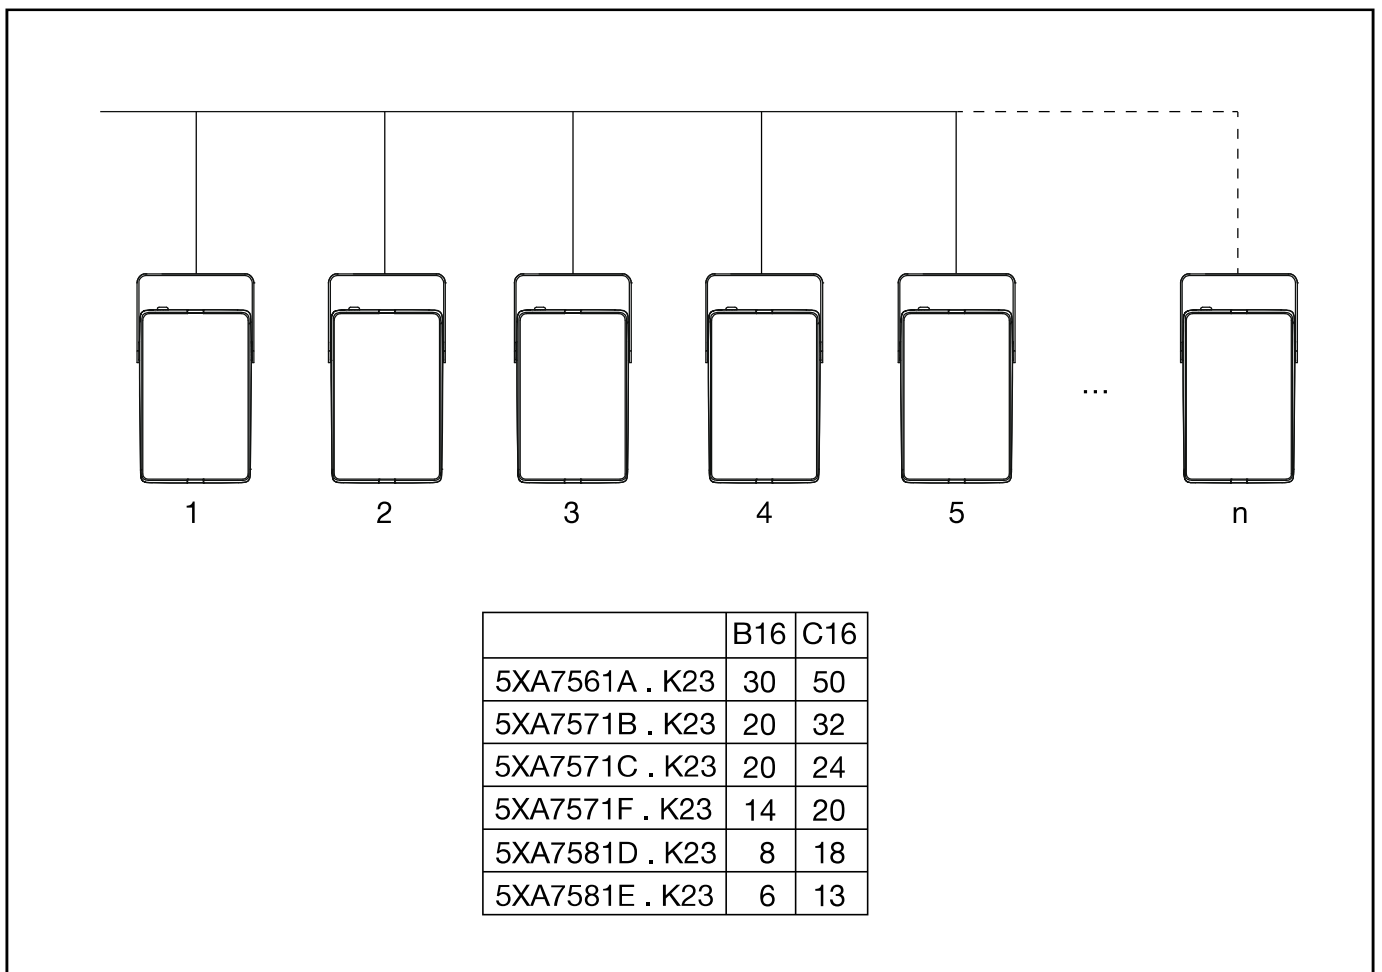 ...
1 2 3 4 5 n
B16 C16
5XA7561A . K23 30 50
5XA7571B . K23 20 32
5XA7571C . K23 20 24
5XA7571F . K23 14 20
5XA7581D . K23 8 18
5XA7581E . K23 6 13